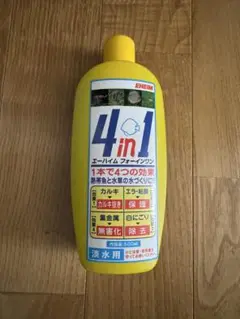 EHEIM
4in1
エーハイム フォーインワン
1本で4つの効果
熱帯魚と水草の水づくりに
カルキ エラ・粘膜
カルキ抜き 保護
重金属 白にごり
無害化 除去
内容量 500ml
淡水用